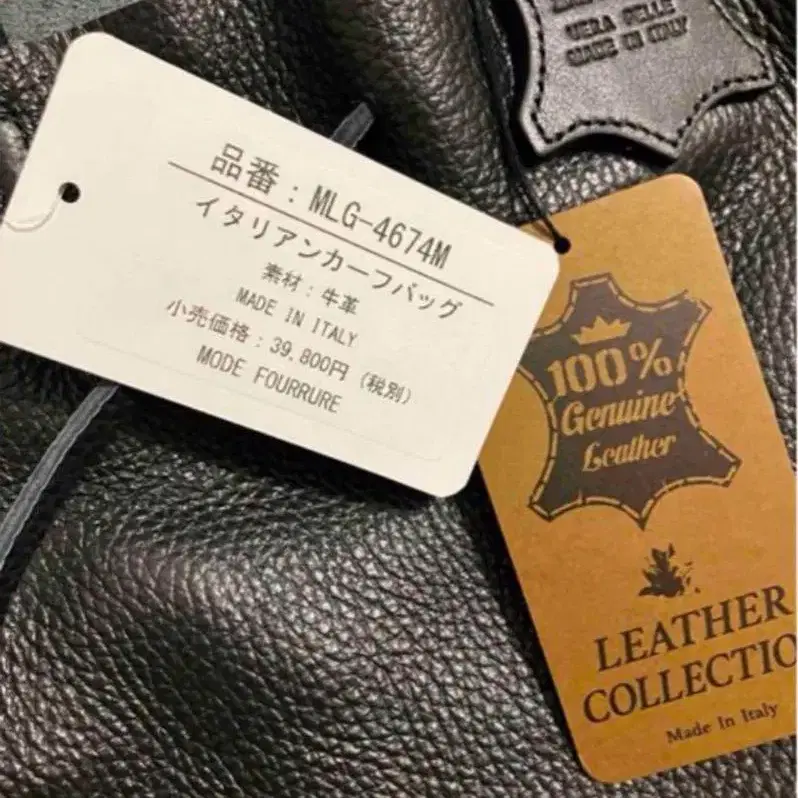 VERA PELLE
MADE IN ITALY
品番：MLG-4674M
イタリアンカーフバッグ
素材：牛革
MADE IN ITALY
小売価格：39,800円（税別）
MODE FOURRURE
100%
Genuine
Leather
LEATHER
COLLECTIO
Made In Italy